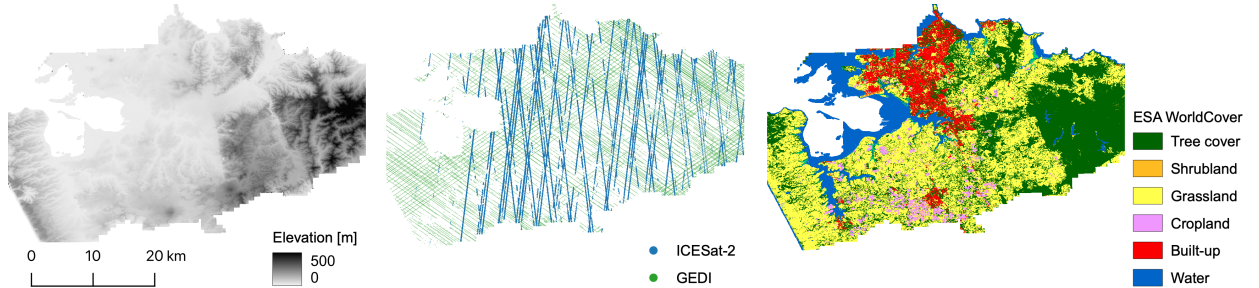 0 10 20 km
Elevation [m]
500
0
ICESat-2
GEDI
ESA WorldCover
Tree cover
Shrubland
Grassland
Cropland
Built-up
Water